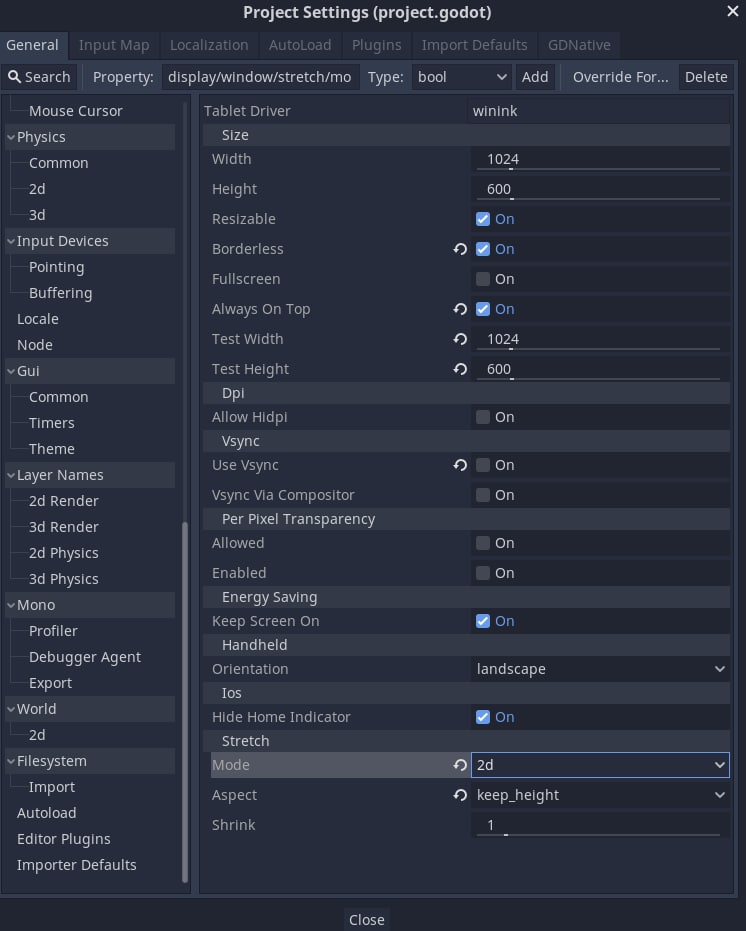 Project Settings (project.godot)
General Input Map Localization AutoLoad Plugins Import Defaults GDNative
Search Property: display/window/stretch/mo Type: bool Add Override For... Delete
Mouse Cursor
Physics
Common
2d
3d
Input Devices
Pointing
Buffering
Locale
Node
Gui
Common
Timers
Theme
Layer Names
2d Render
3d Render
2d Physics
3d Physics
Mono
Profiler
Debugger Agent
Export
World
2d
Filesystem
Import
Autoload
Editor Plugins
Importer Defaults
Tablet Driver winink
Size
Width 1024
Height 600
Resizable On
Borderless On
Fullscreen On
Always On Top On
Test Width 1024
Test Height 600
Dpi
Allow Hidpi On
Vsync
Use Vsync On
Vsync Via Compositor On
Per Pixel Transparency
Allowed On
Enabled On
Energy Saving
Keep Screen On On
Handheld
Orientation landscape
Ios
Hide Home Indicator On
Stretch
Mode 2d
Aspect keep_height
Shrink 1
Close